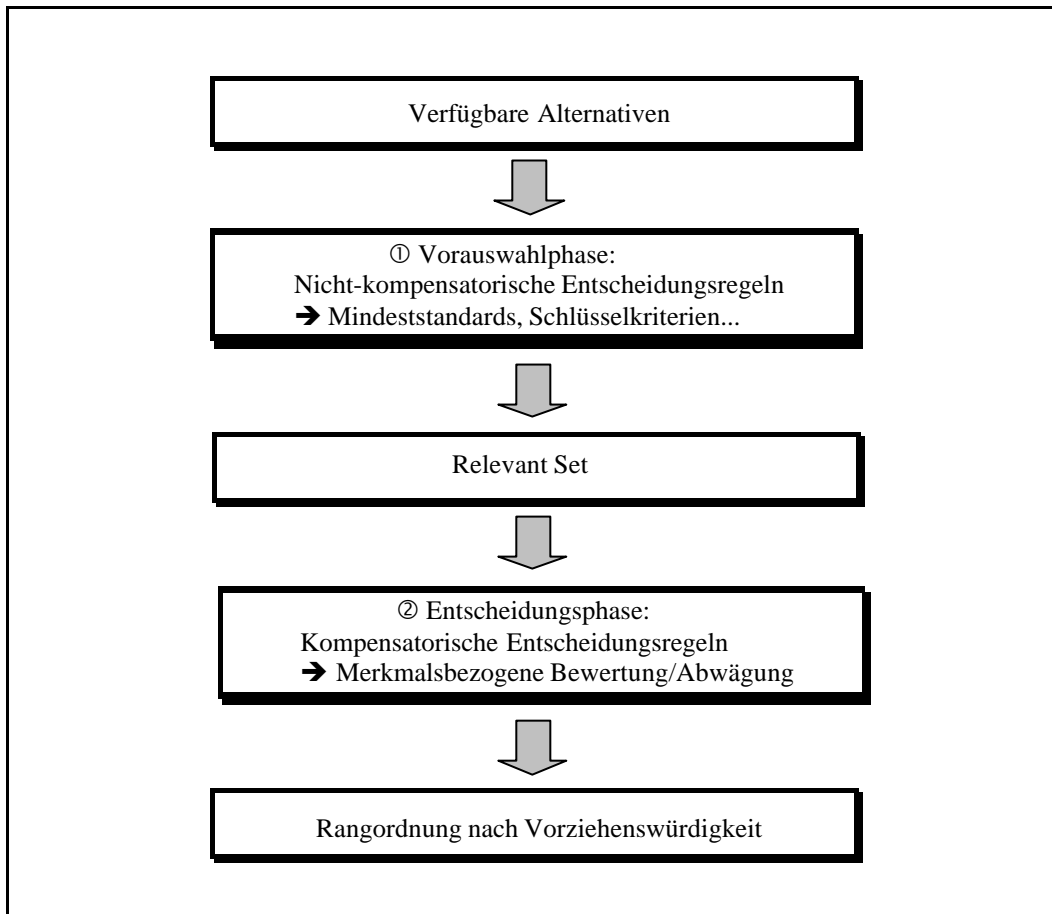 Verfügbare Alternativen
① Vorauswahlphase:
Nicht-kompensatorische Entscheidungsregeln
➔ Mindeststandards, Schlüsselkriterien...
Relevant Set
② Entscheidungsphase:
Kompensatorische Entscheidungsregeln
➔ Merkmalsbezogene Bewertung/Abwägung
Rangordnung nach Vorziehenswürdigkeit